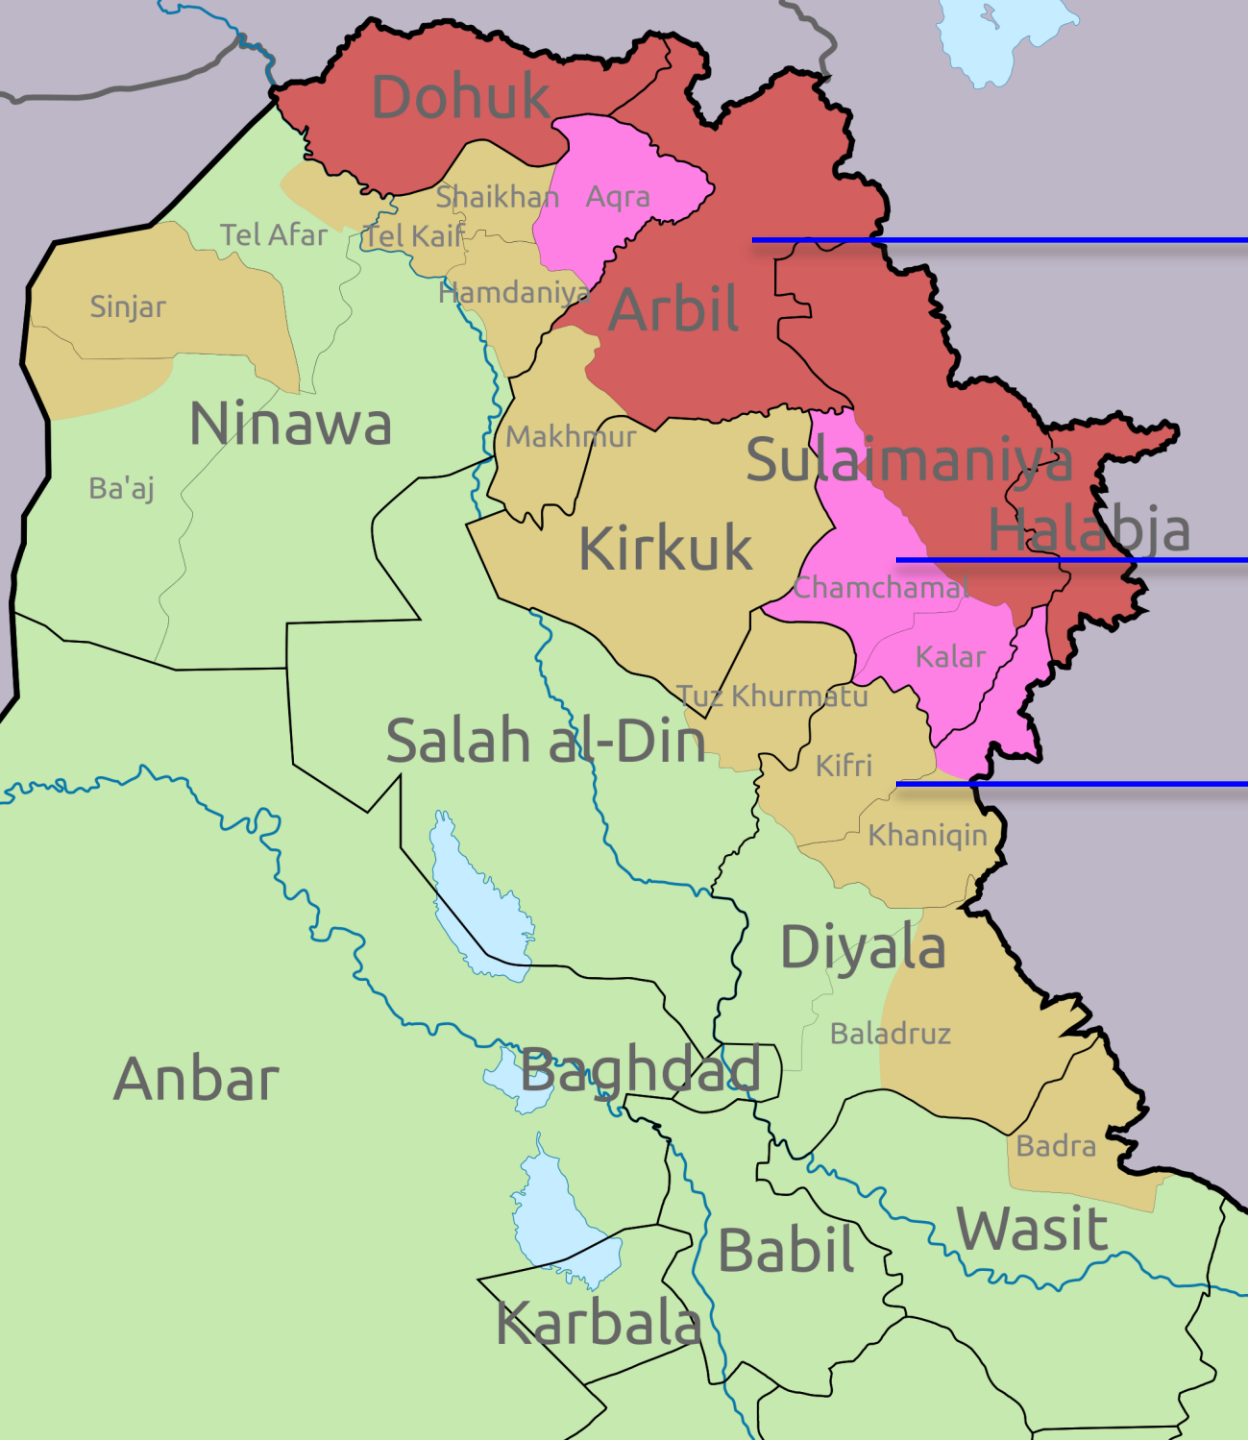 Dohuk
Shaikhan
Aqra
Tel Afar
Tel Kaif
Hamdaniya
Sinjar
Arbil
Ninawa
Makhmur
Sulaimaniya
Ba'aj
Halabja
Kirkuk
Chamchamal
Kalar
Tuz Khurmatu
Salah al-Din
Kifri
Khaniqin
Diyala
Baladruz
Baghdad
Anbar
Badra
Wasit
Babil
Karbala